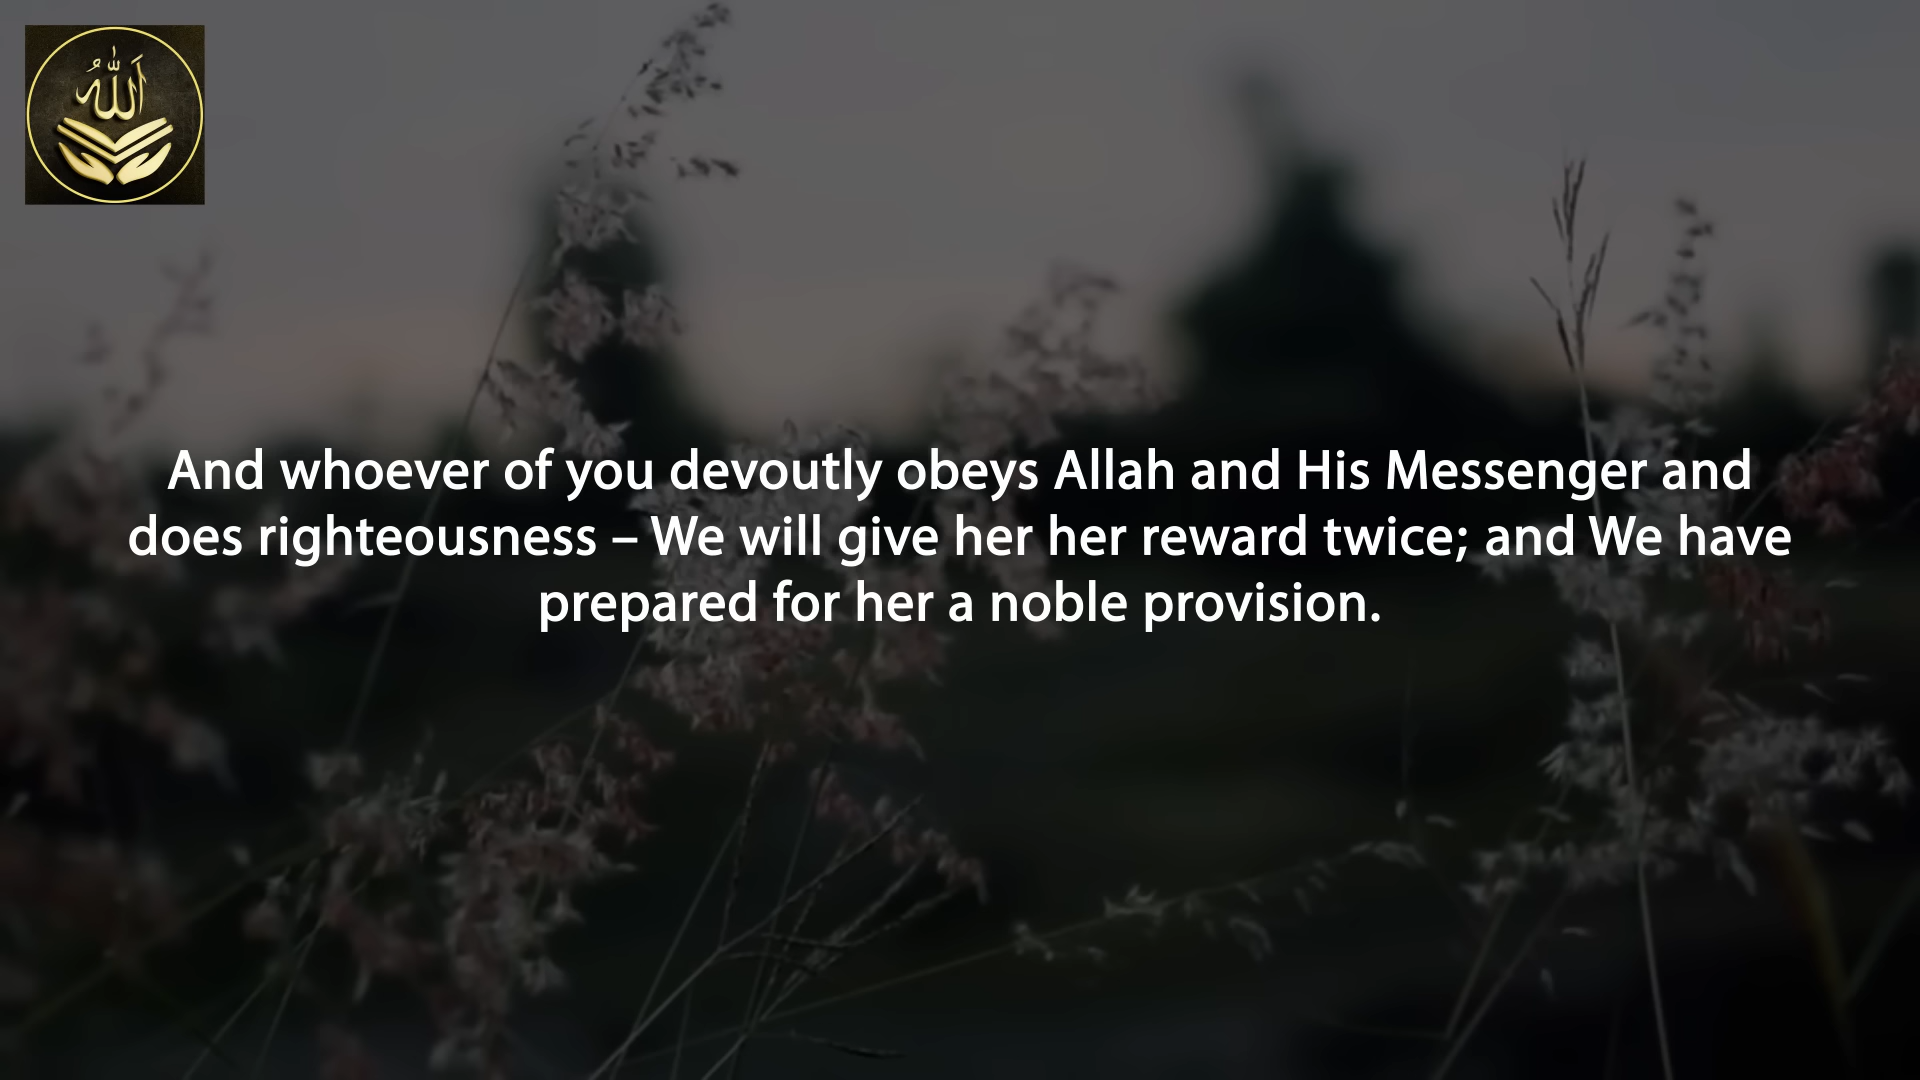 الله
And whoever of you devoutly obeys Allah and His Messenger and
does righteousness – We will give her her reward twice; and We have
prepared for her a noble provision.